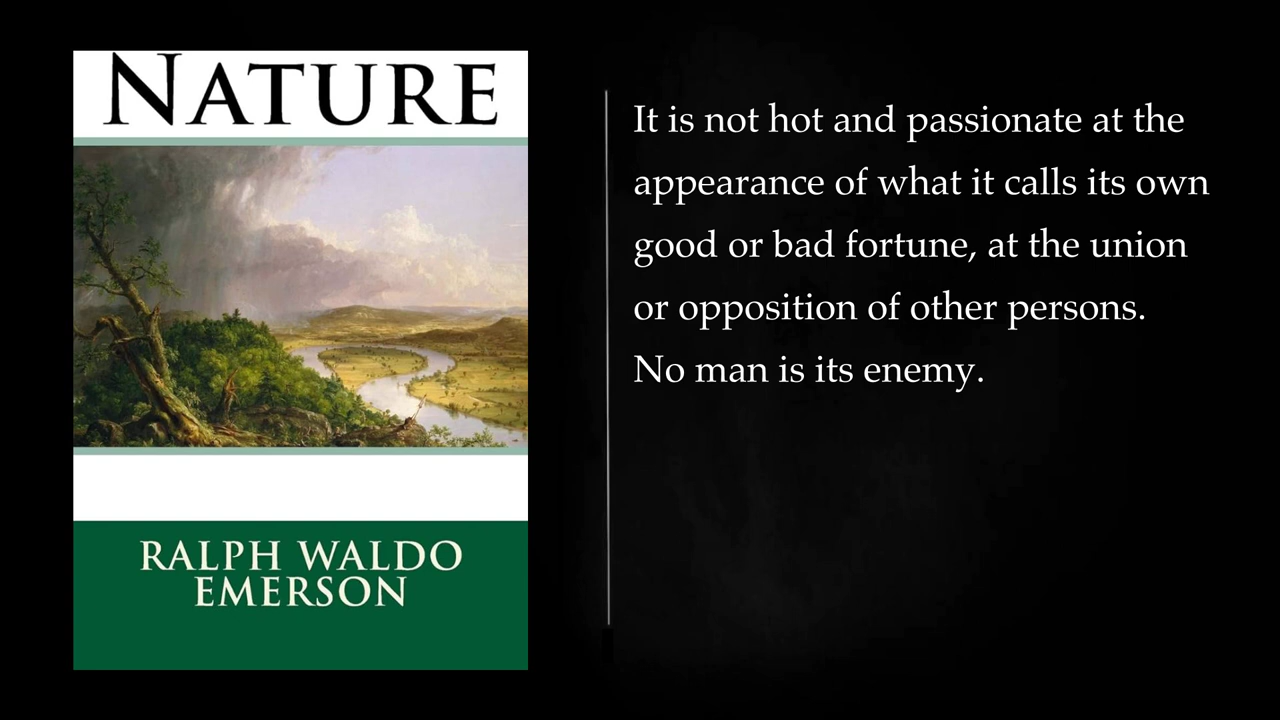 NATURE
RALPH WALDO
EMERSON
It is not hot and passionate at the
appearance of what it calls its own
good or bad fortune, at the union
or opposition of other persons.
No man is its enemy.